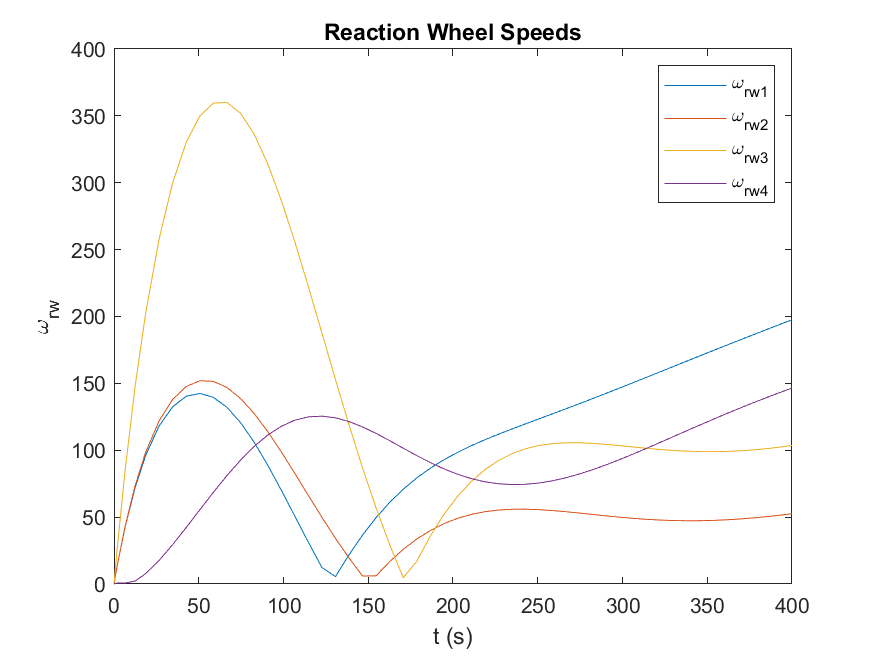 Reaction Wheel Speeds
400
350
300
250
200
150
100
50
0
ω_rw
ω_rw1
ω_rw2
ω_rw3
ω_rw4
0 50 100 150 200 250 300 350 400
t (s)